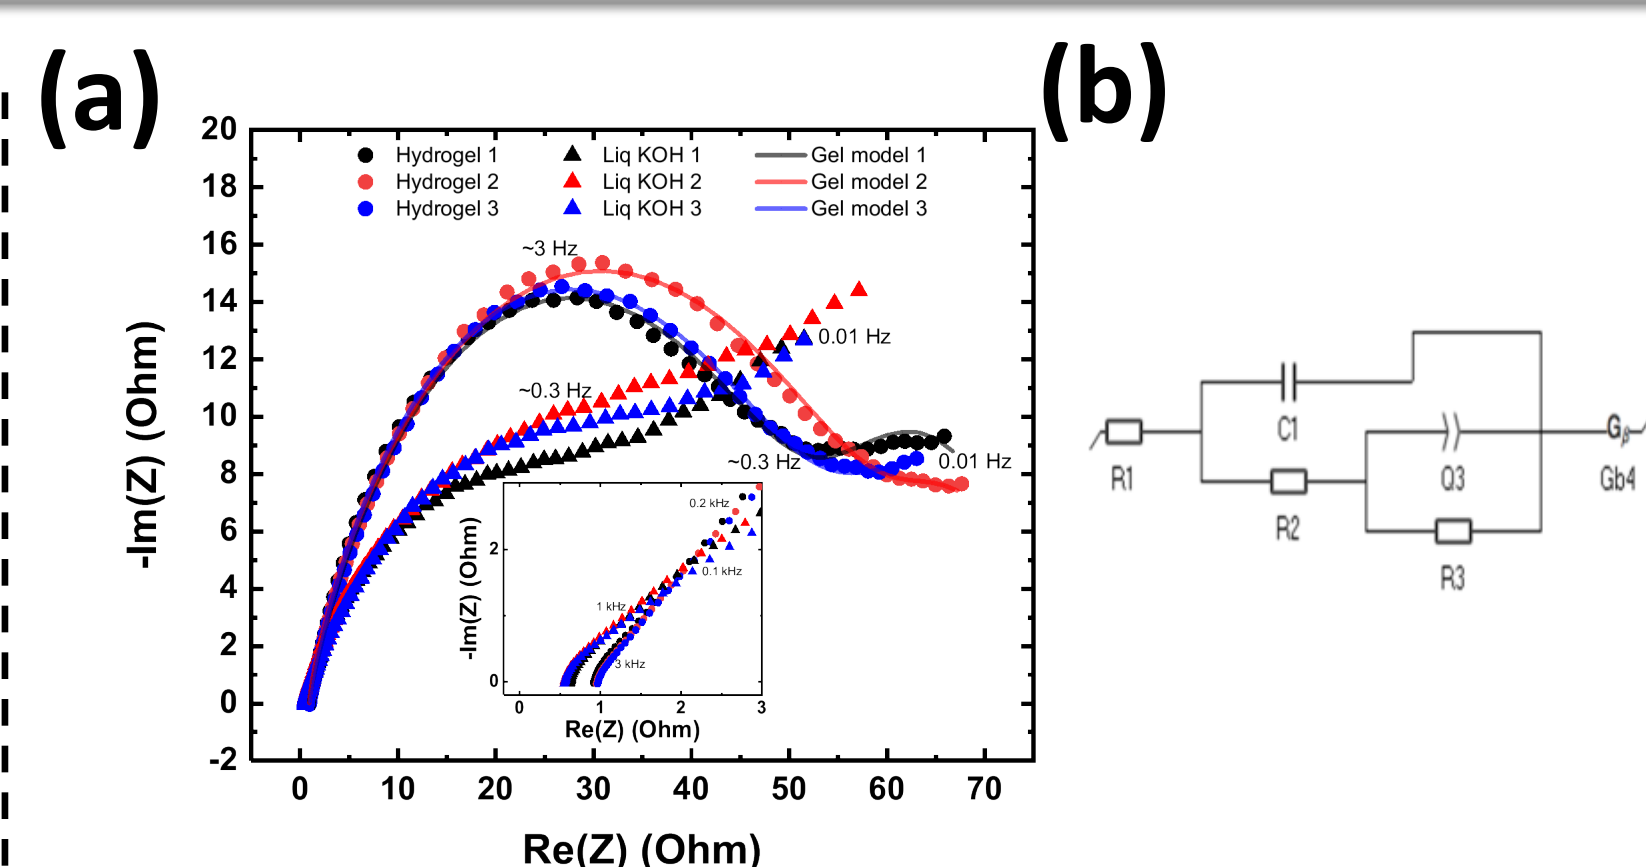 (a)
(b)
20
18
16
14
12
10
8
6
4
2
0
-2
-Im(Z) (Ohm)
Hydrogel 1
Hydrogel 2
Hydrogel 3
Liq KOH 1
Liq KOH 2
Liq KOH 3
Gel model 1
Gel model 2
Gel model 3
~3 Hz
~0.3 Hz
0.01 Hz
~0.3 Hz
0.01 Hz
-Im(Z) (Ohm)
2
0
0.2 kHz
0.1 kHz
1 kHz
3 kHz
0 1 2 3
Re(Z) (Ohm)
0 10 20 30 40 50 60 70
Re(Z) (Ohm)
R1
C1
R2
Q3
R3
Gβ
Gb4